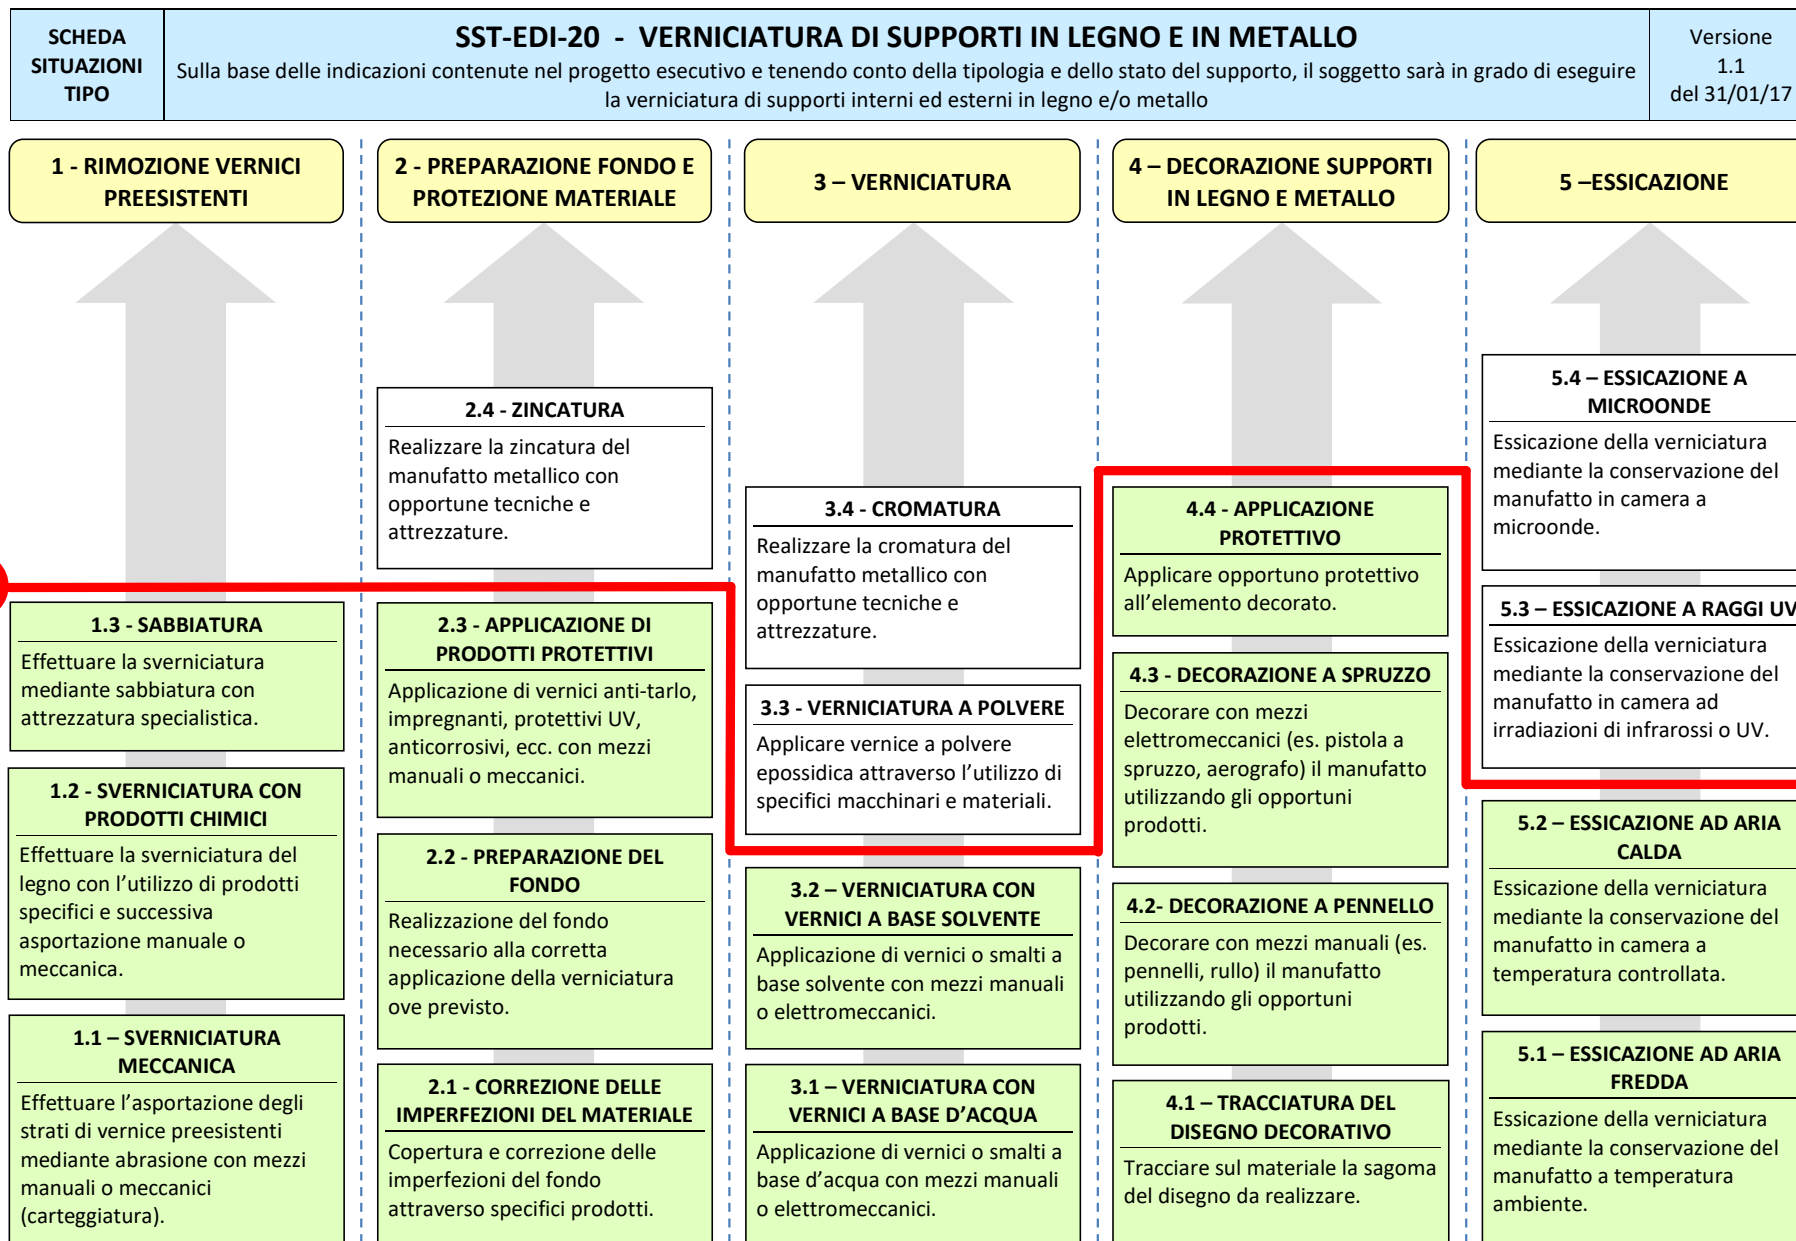 SCHEDA
SITUAZIONI
TIPO
SST-EDI-20 - VERNICIATURA DI SUPPORTI IN LEGNO E IN METALLO
Sulla base delle indicazioni contenute nel progetto esecutivo e tenendo conto della tipologia e dello stato del supporto, il soggetto sarà in grado di eseguire
la verniciatura di supporti interni ed esterni in legno e/o metallo
Versione
1.1
del 31/01/17
1 - RIMOZIONE VERNICI
PREESISTENTI
1.3 - SABBIATURA
Effettuare la sverniciatura
mediante sabbiatura con
attrezzatura specialistica.
1.2 - SVERNICIATURA CON
PRODOTTI CHIMICI
Effettuare la sverniciatura del
legno con l'utilizzo di prodotti
specifici e successiva
asportazione manuale o
meccanica.
1.1 – SVERNICIATURA
MECCANICA
Effettuare l'asportazione degli
strati di vernice preesistenti
mediante abrasione con mezzi
manuali o meccanici
(carteggiatura).
2 - PREPARAZIONE FONDO E
PROTEZIONE MATERIALE
2.4 - ZINCATURA
Realizzare la zincatura del
manufatto metallico con
opportune tecniche e
attrezzature.
2.3 - APPLICAZIONE DI
PRODOTTI PROTETTIVI
Applicazione di vernici anti-tarlo,
impregnanti, protettivi UV,
anticorrosivi, ecc. con mezzi
manuali o meccanici.
2.2 - PREPARAZIONE DEL
FONDO
Realizzazione del fondo
necessario alla corretta
applicazione della verniciatura
ove previsto.
2.1 - CORREZIONE DELLE
IMPERFEZIONI DEL MATERIALE
Copertura e correzione delle
imperfezioni del fondo
attraverso specifici prodotti.
3 – VERNICIATURA
3.4 - CROMATURA
Realizzare la cromatura del
manufatto metallico con
opportune tecniche e
attrezzature.
3.3 - VERNICIATURA A POLVERE
Applicare vernice a polvere
epossidica attraverso l'utilizzo di
specifici macchinari e materiali.
3.2 – VERNICIATURA CON
VERNICI A BASE SOLVENTE
Applicazione di vernici o smalti a
base solvente con mezzi manuali
o elettromeccanici.
3.1 – VERNICIATURA CON
VERNICI A BASE D'ACQUA
Applicazione di vernici o smalti a
base d'acqua con mezzi manuali
o elettromeccanici.
4 – DECORAZIONE SUPPORTI
IN LEGNO E METALLO
4.4 - APPLICAZIONE
PROTETTIVO
Applicare opportuno protettivo
all'elemento decorato.
4.3 - DECORAZIONE A SPRUZZO
Decorare con mezzi
elettromeccanici (es. pistola a
spruzzo, aerografo) il manufatto
utilizzando gli opportuni
prodotti.
4.2- DECORAZIONE A PENNELLO
Decorare con mezzi manuali (es.
pennelli, rullo) il manufatto
utilizzando gli opportuni
prodotti.
4.1 – TRACCIATURA DEL
DISEGNO DECORATIVO
Tracciare sul materiale la sagoma
del disegno da realizzare.
5 –ESSICAZIONE
5.4 – ESSICAZIONE A
MICROONDE
Essicazione della verniciatura
mediante la conservazione del
manufatto in camera a
microonde.
5.3 – ESSICAZIONE A RAGGI UV
Essicazione della verniciatura
mediante la conservazione del
manufatto in camera ad
irradiazioni di infrarossi o UV.
5.2 – ESSICAZIONE AD ARIA
CALDA
Essicazione della verniciatura
mediante la conservazione del
manufatto in camera a
temperatura controllata.
5.1 – ESSICAZIONE AD ARIA
FREDDA
Essicazione della verniciatura
mediante la conservazione del
manufatto a temperatura
ambiente.